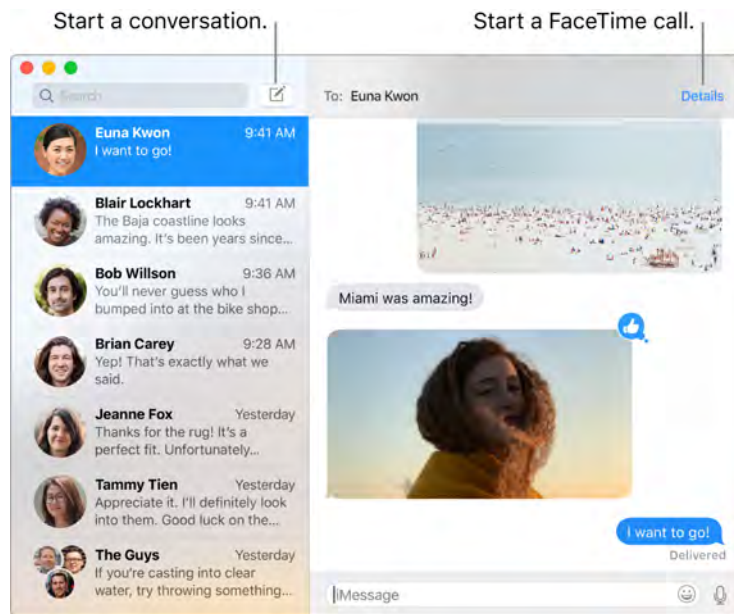 Start a conversation.
Start a FaceTime call.
Search
To: Euna Kwon
Details
Euna Kwon 9:41 AM
I want to go!
Blair Lockhart 9:41 AM
The Baja coastline looks
amazing. It's been years since...
Bob Willson 9:36 AM
You'll never guess who I
bumped into at the bike shop...
Brian Carey 9:28 AM
Yep! That's exactly what we
said.
Jeanne Fox Yesterday
Thanks for the rug! It's a
perfect fit. Unfortunately...
Tammy Tien Yesterday
Appreciate it. I'll definitely look
into them. Good luck on the...
The Guys Yesterday
If you're casting into clear
water, try throwing something...
Miami was amazing!
I want to go!
Delivered
iMessage